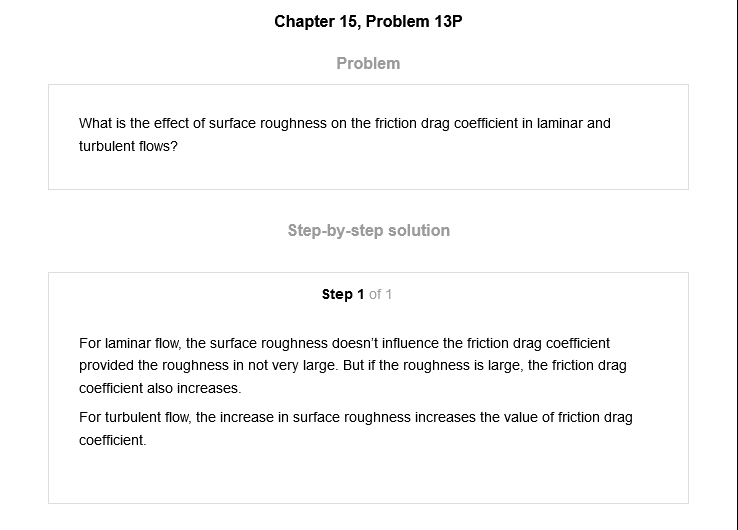 Chapter 15, Problem 13P
Problem
What is the effect of surface roughness on the friction drag coefficient in laminar and
turbulent flows?
Step-by-step solution
Step 1 of 1
For laminar flow, the surface roughness doesn't influence the friction drag coefficient
provided the roughness in not very large. But if the roughness is large, the friction drag
coefficient also increases.
For turbulent flow, the increase in surface roughness increases the value of friction drag
coefficient.